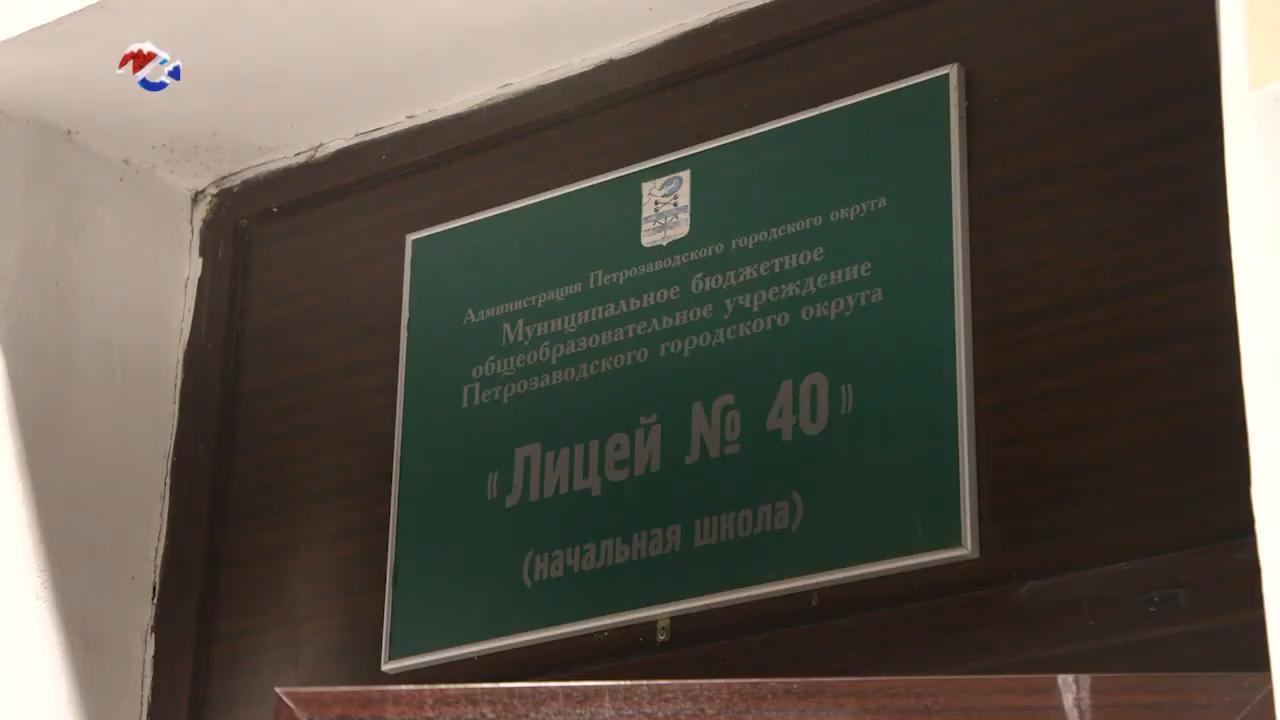 Администрация Петрозаводского городского округа
Муниципальное бюджетное
общеобразовательное учреждение
Петрозаводского городского округа
« Лицей № 40 »
(начальная школа)